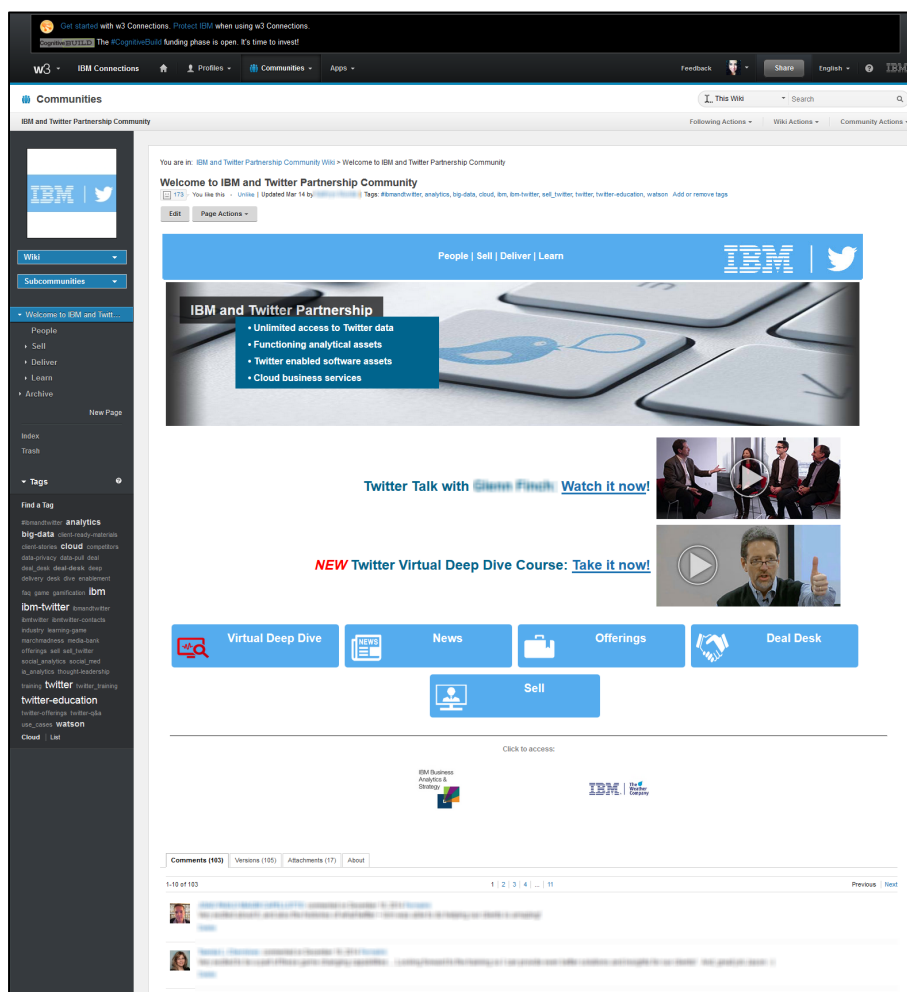 Get started with w3 Connections. Protect IBM when using w3 Connections.
CognitiveBUILD The #CognitiveBuild funding phase is open. It's time to invest!
w3 IBM Connections Profiles Communities Apps Feedback Share English IBM
Communities This Wiki Search
IBM and Twitter Partnership Community Following Actions Wiki Actions Community Actions
You are in: IBM and Twitter Partnership Community Wiki > Welcome to IBM and Twitter Partnership Community
Welcome to IBM and Twitter Partnership Community
173 You like this - Unlike | Updated Mar 14 by Tags: #ibmandtwitter, analytics, big-data, cloud, ibm, ibm-twitter, sell_twitter, twitter, twitter-education, watson Add or remove tags
Edit Page Actions
IBM
Wiki
Subcommunities
Welcome to IBM and Twitt...
People
Sell
Deliver
Learn
Archive
New Page
Index
Trash
Tags
Find a Tag
#ibmandtwitter analytics
big-data client-ready-materials
client-stories cloud competitors
data-privacy data-pull deal
deal_desk deal-desk deep
delivery desk dive enablement
faq game gamification ibm
ibm-twitter ibmandtwitter
ibmtwitter ibmtwitter-contacts
industry learning-game
marchmadness media-bank
offerings sell sell_twitter
social_analytics social_med
ia_analytics thought-leadership
training twitter twitter_training
twitter-education
twitter-offerings twitter-q&a
use_cases watson
Cloud | List
People | Sell | Deliver | Learn IBM
IBM and Twitter Partnership
• Unlimited access to Twitter data
• Functioning analytical assets
• Twitter enabled software assets
• Cloud business services
Twitter Talk with Watch it now!
NEW Twitter Virtual Deep Dive Course: Take it now!
Virtual Deep Dive NEWS News Offerings Deal Desk
Sell
Click to access:
IBM Business
Analytics &
Strategy
IBM | the Weather Company
Comments (103) Versions (105) Attachments (17) About
1-10 of 103 1 | 2 | 3 | 4 | ... | 11 Previous | Next